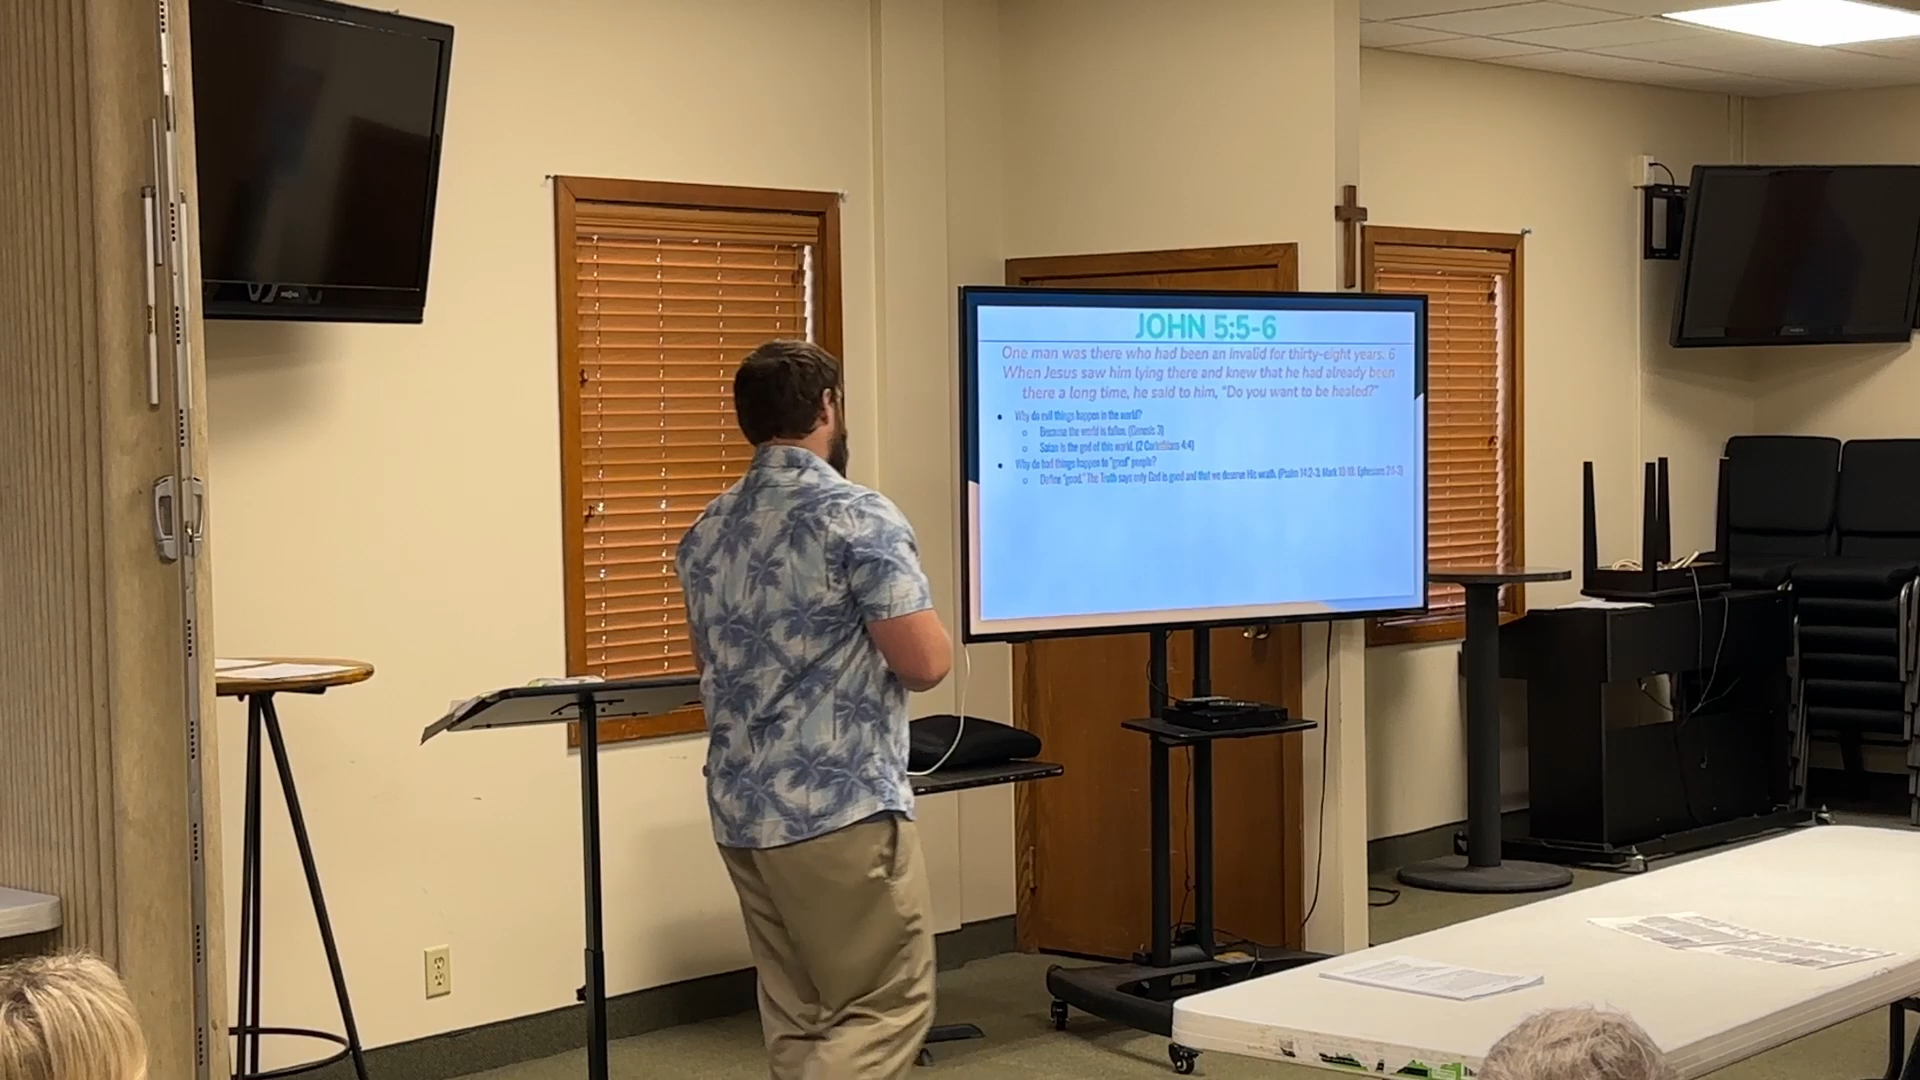 JOHN 5:5-6
One man was there who had been an invalid for thirty-eight years. 6
When Jesus saw him lying there and knew that he had already been
there a long time, he said to him, "Do you want to be healed?"
Why do evil things happen in the world?
Because the world is fallen. (Genesis 3)
Satan is the god of this world. (2 Corinthians 4:4)
Why do bad things happen to "good" people?
Define "good." The Truth says only God is good and that we deserve His wrath. (Psalm 14:2-3; Mark 10:18; Ephesians 2:1-3)